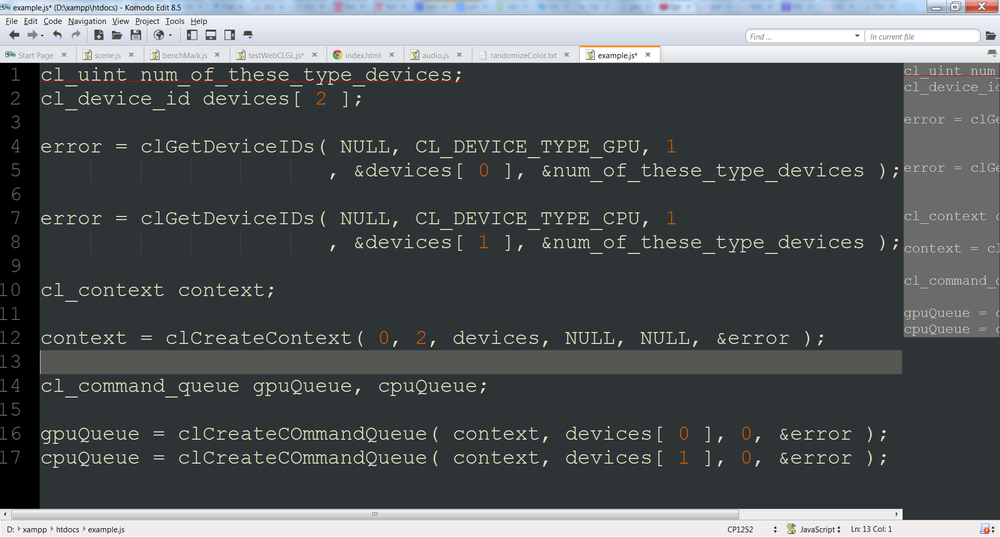 example.js* (D:\xampp\htdocs) - Komodo Edit 8.5
File Edit Code Navigation View Project Tools Help
Find ... In current file
Start Page scene.js benchMark.js testWebCLGL.js* index.html audio.js randomizeColor.txt example.js*
1 cl_uint num_of_these_type_devices;
2 cl_device_id devices[ 2 ];
3
4 error = clGetDeviceIDs( NULL, CL_DEVICE_TYPE_GPU, 1
5 , &devices[ 0 ], &num_of_these_type_devices );
6
7 error = clGetDeviceIDs( NULL, CL_DEVICE_TYPE_CPU, 1
8 , &devices[ 1 ], &num_of_these_type_devices );
9
10 cl_context context;
11
12 context = clCreateContext( 0, 2, devices, NULL, NULL, &error );
13
14 cl_command_queue gpuQueue, cpuQueue;
15
16 gpuQueue = clCreateCOmmandQueue( context, devices[ 0 ], 0, &error );
17 cpuQueue = clCreateCOmmandQueue( context, devices[ 1 ], 0, &error );
cl_uint num_
cl_device_id
error = clGe
error = clGe
cl_context c
context = cl
cl_command_q
gpuQueue = c
cpuQueue = c
D: xampp htdocs example.js CP1252 JavaScript Ln: 13 Col: 1